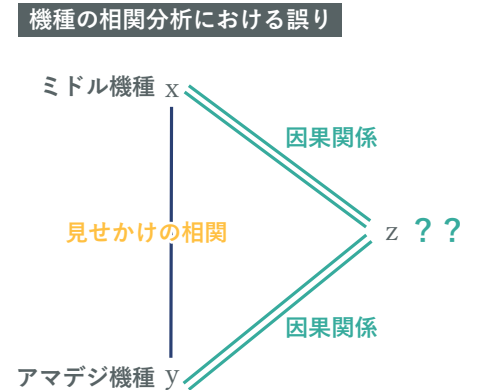 機種の相関分析における誤り
ミドル機種 x
因果関係
見せかけの相関
z ？？
因果関係
アマデジ機種 y